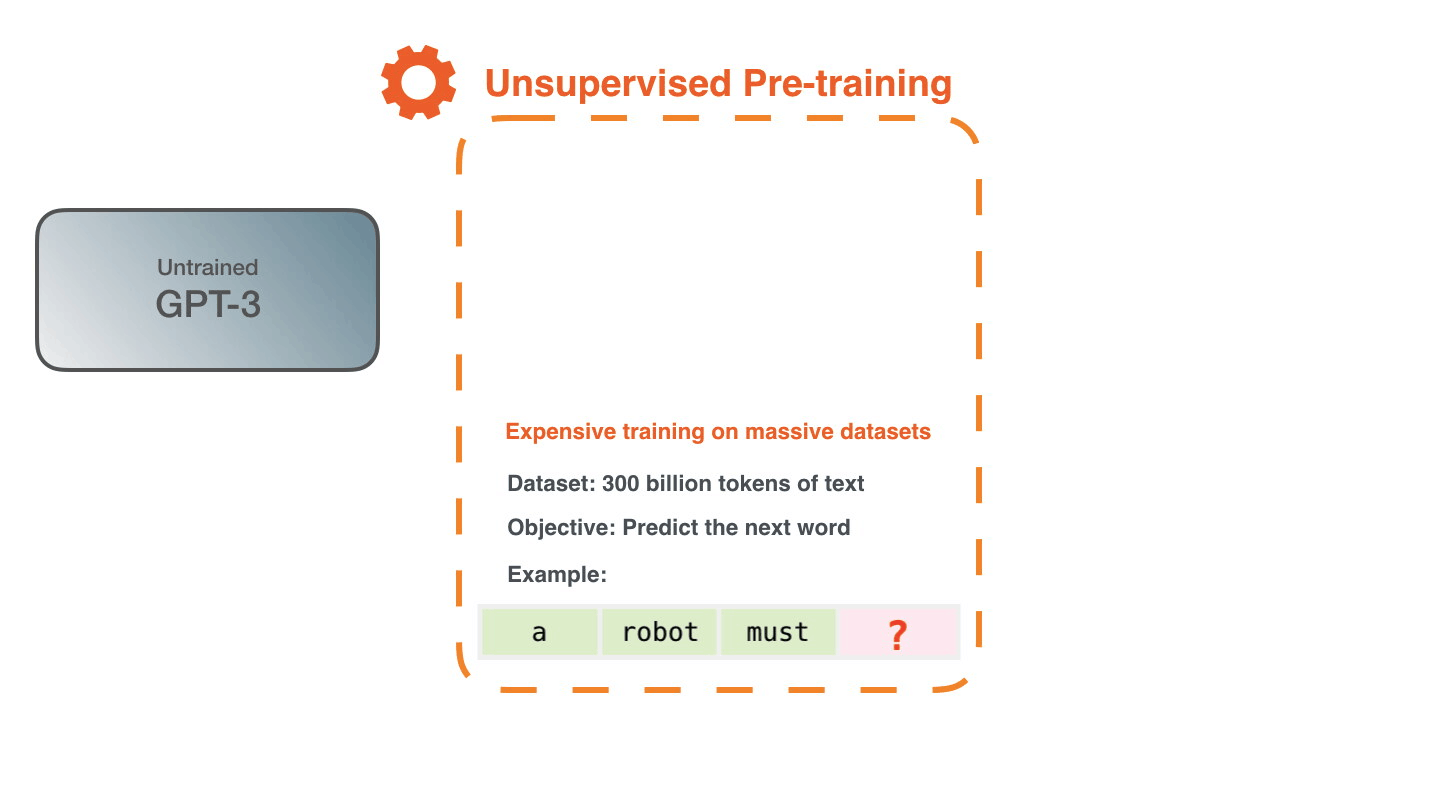 Unsupervised Pre-training
Untrained
GPT-3
Expensive training on massive datasets
Dataset: 300 billion tokens of text
Objective: Predict the next word
Example:
a robot must ?